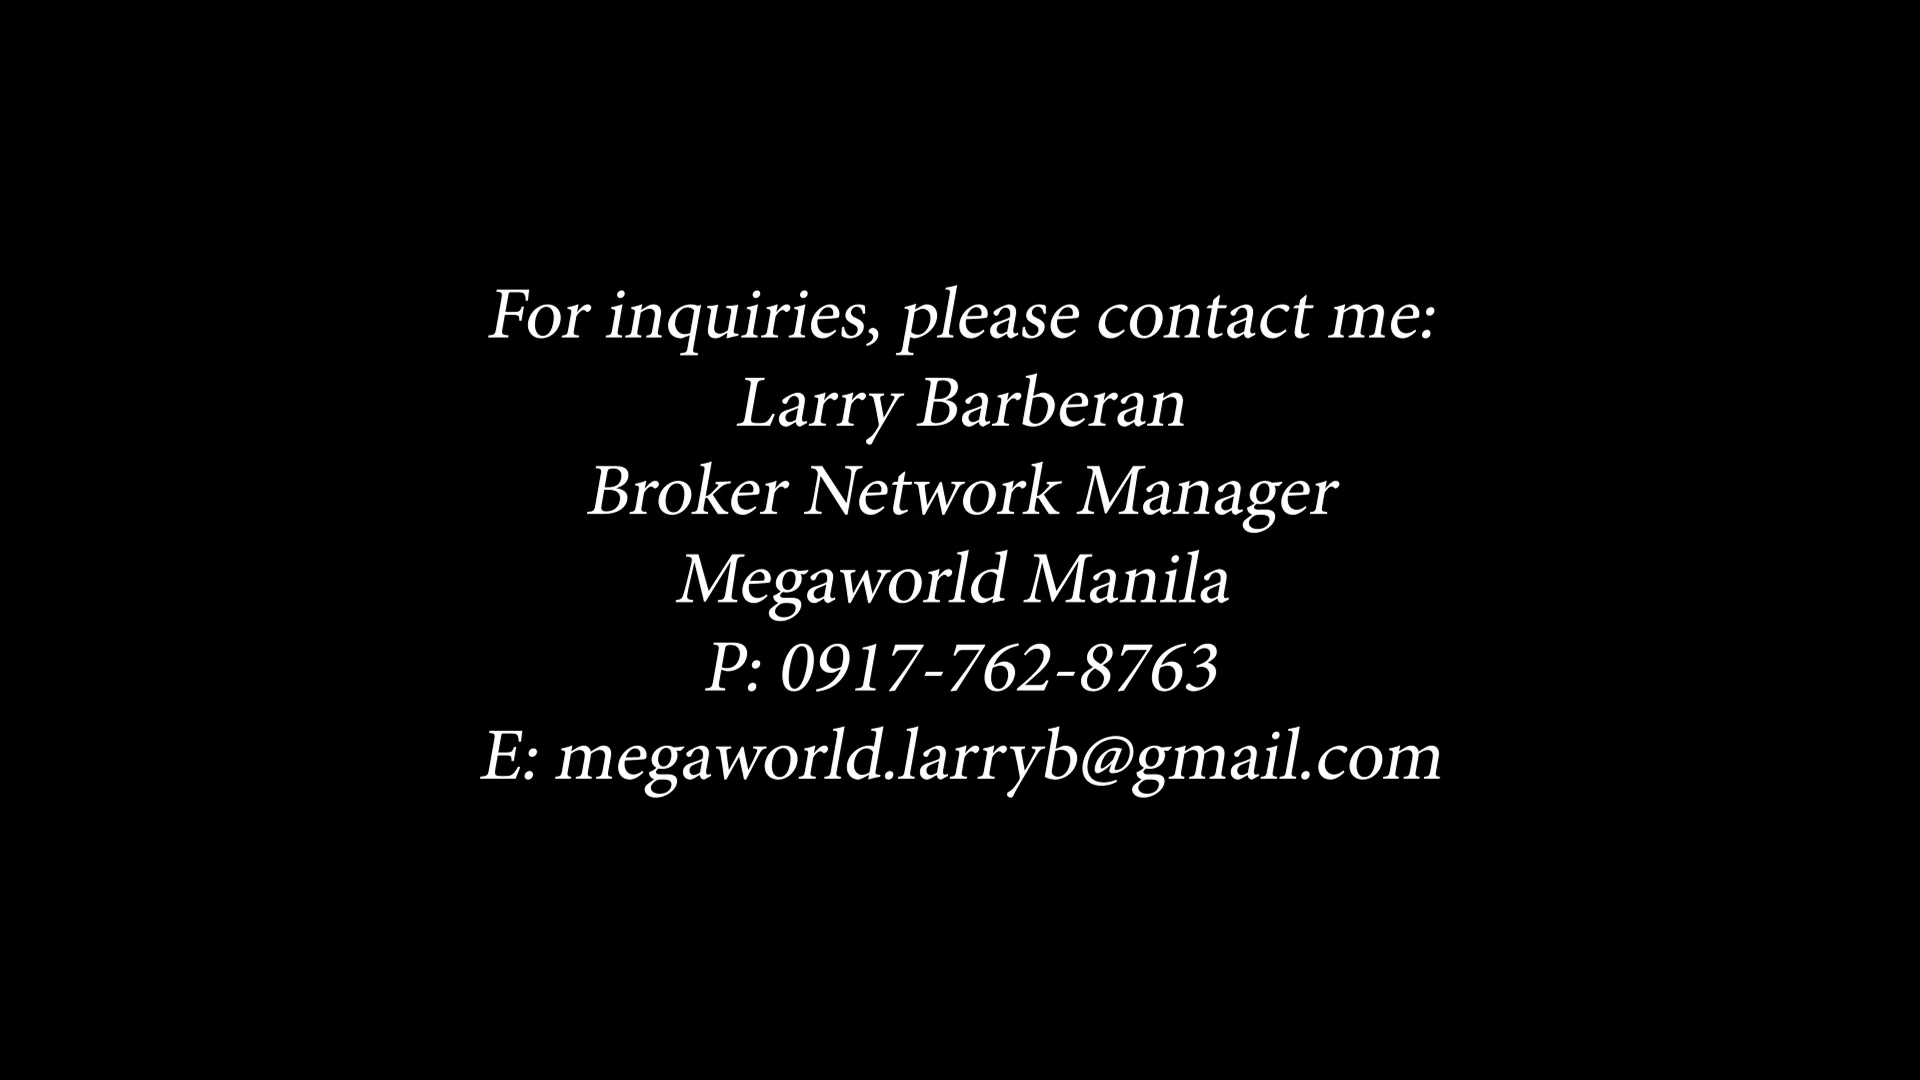 For inquiries, please contact me:
Larry Barberan
Broker Network Manager
Megaworld Manila
P: 0917-762-8763
E: megaworld.larryb@gmail.com